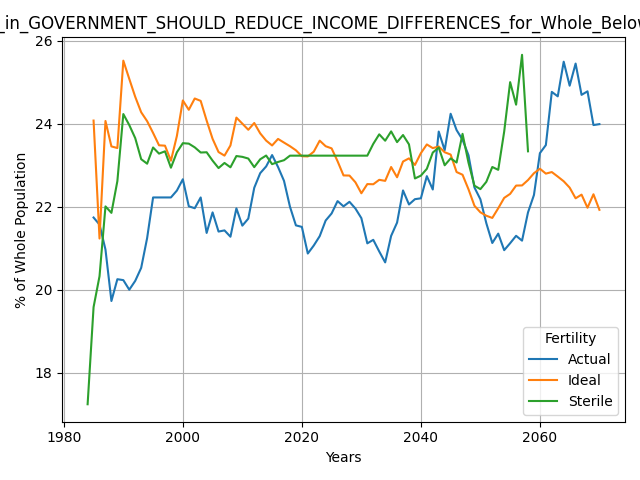 _in_GOVERNMENT_SHOULD_REDUCE_INCOME_DIFFERENCES_for_Whole_Below
26
24
22
20
18
% of Whole Population
1980
2000
2020
2040
2060
Years
Fertility
Actual
Ideal
Sterile